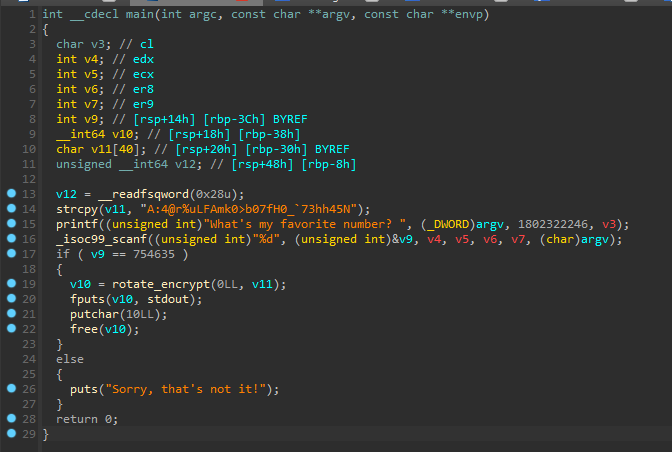 1 int __cdecl main(int argc, const char **argv, const char **envp)
2 {
3 char v3; // cl
4 int v4; // edx
5 int v5; // ecx
6 int v6; // er8
7 int v7; // er9
8 int v9; // [rsp+14h] [rbp-3Ch] BYREF
9 __int64 v10; // [rsp+18h] [rbp-38h]
10 char v11[40]; // [rsp+20h] [rbp-30h] BYREF
11 unsigned __int64 v12; // [rsp+48h] [rbp-8h]
12
13 v12 = __readfsqword(0x28u);
14 strcpy(v11, "A:4@r%uLFAmk0>b07fH0_`73hh45N");
15 printf((unsigned int)"What's my favorite number? ", (_DWORD)argv, 1802322246, v3);
16 _isoc99_scanf((unsigned int)"%d", (unsigned int)&v9, v4, v5, v6, v7, (char)argv);
17 if ( v9 == 754635 )
18 {
19 v10 = rotate_encrypt(0LL, v11);
20 fputs(v10, stdout);
21 putchar(10LL);
22 free(v10);
23 }
24 else
25 {
26 puts("Sorry, that's not it!");
27 }
28 return 0;
29 }